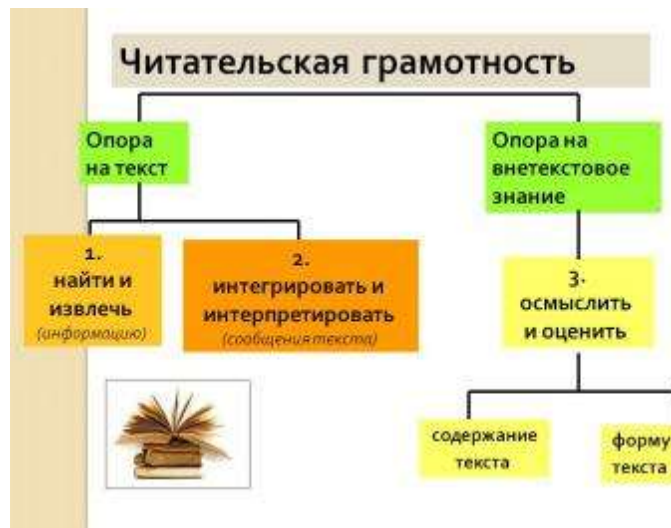 Читательская грамотность
Опора
на текст
Опора на
внетекстовое
знание
1.
найти и
извлечь
(информацию)
2.
интегрировать и
интерпретировать
(сообщения текста)
3.
осмыслить
и оценить
содержание
текста
форму
текста